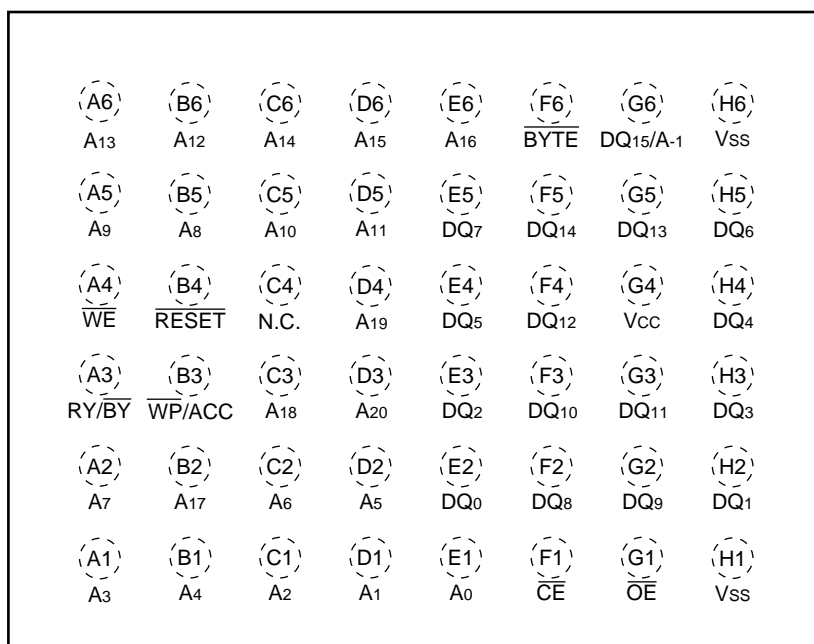 A6 B6 C6 D6 E6 F6 G6 H6
A13 A12 A14 A15 A16 BYTE DQ15/A-1 VSS
A5 B5 C5 D5 E5 F5 G5 H5
A9 A8 A10 A11 DQ7 DQ14 DQ13 DQ6
A4 B4 C4 D4 E4 F4 G4 H4
WE RESET N.C. A19 DQ5 DQ12 VCC DQ4
A3 B3 C3 D3 E3 F3 G3 H3
RY/BY WP/ACC A18 A20 DQ2 DQ10 DQ11 DQ3
A2 B2 C2 D2 E2 F2 G2 H2
A7 A17 A6 A5 DQ0 DQ8 DQ9 DQ1
A1 B1 C1 D1 E1 F1 G1 H1
A3 A4 A2 A1 A0 CE OE VSS